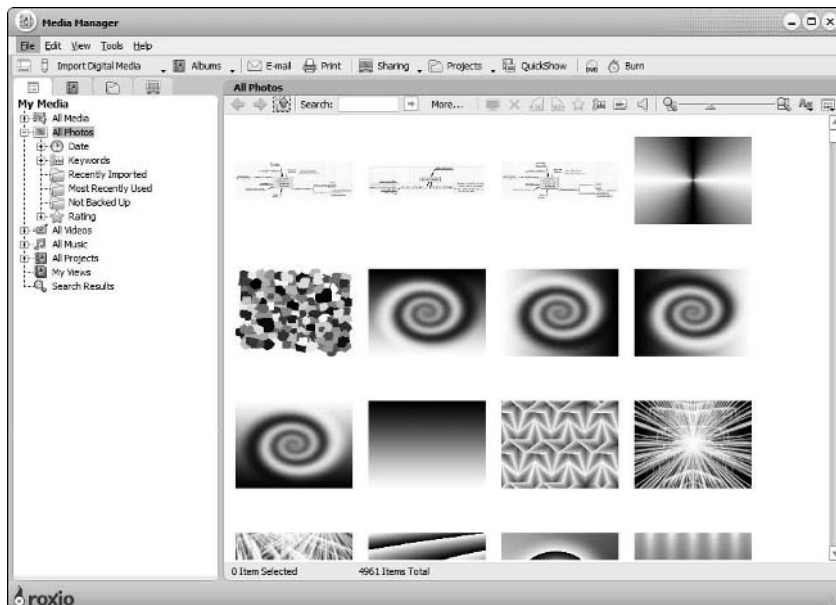 Media Manager
File Edit View Tools Help
Import Digital Media Albums E-mail Print Sharing Projects QuickShow Burn
My Media
All Media
All Photos
Date
Keywords
Recently Imported
Most Recently Used
Not Backed Up
Rating
All Videos
All Music
All Projects
My Views
Search Results
All Photos
Search: More...
0 Item Selected 4961 Items Total
roxio